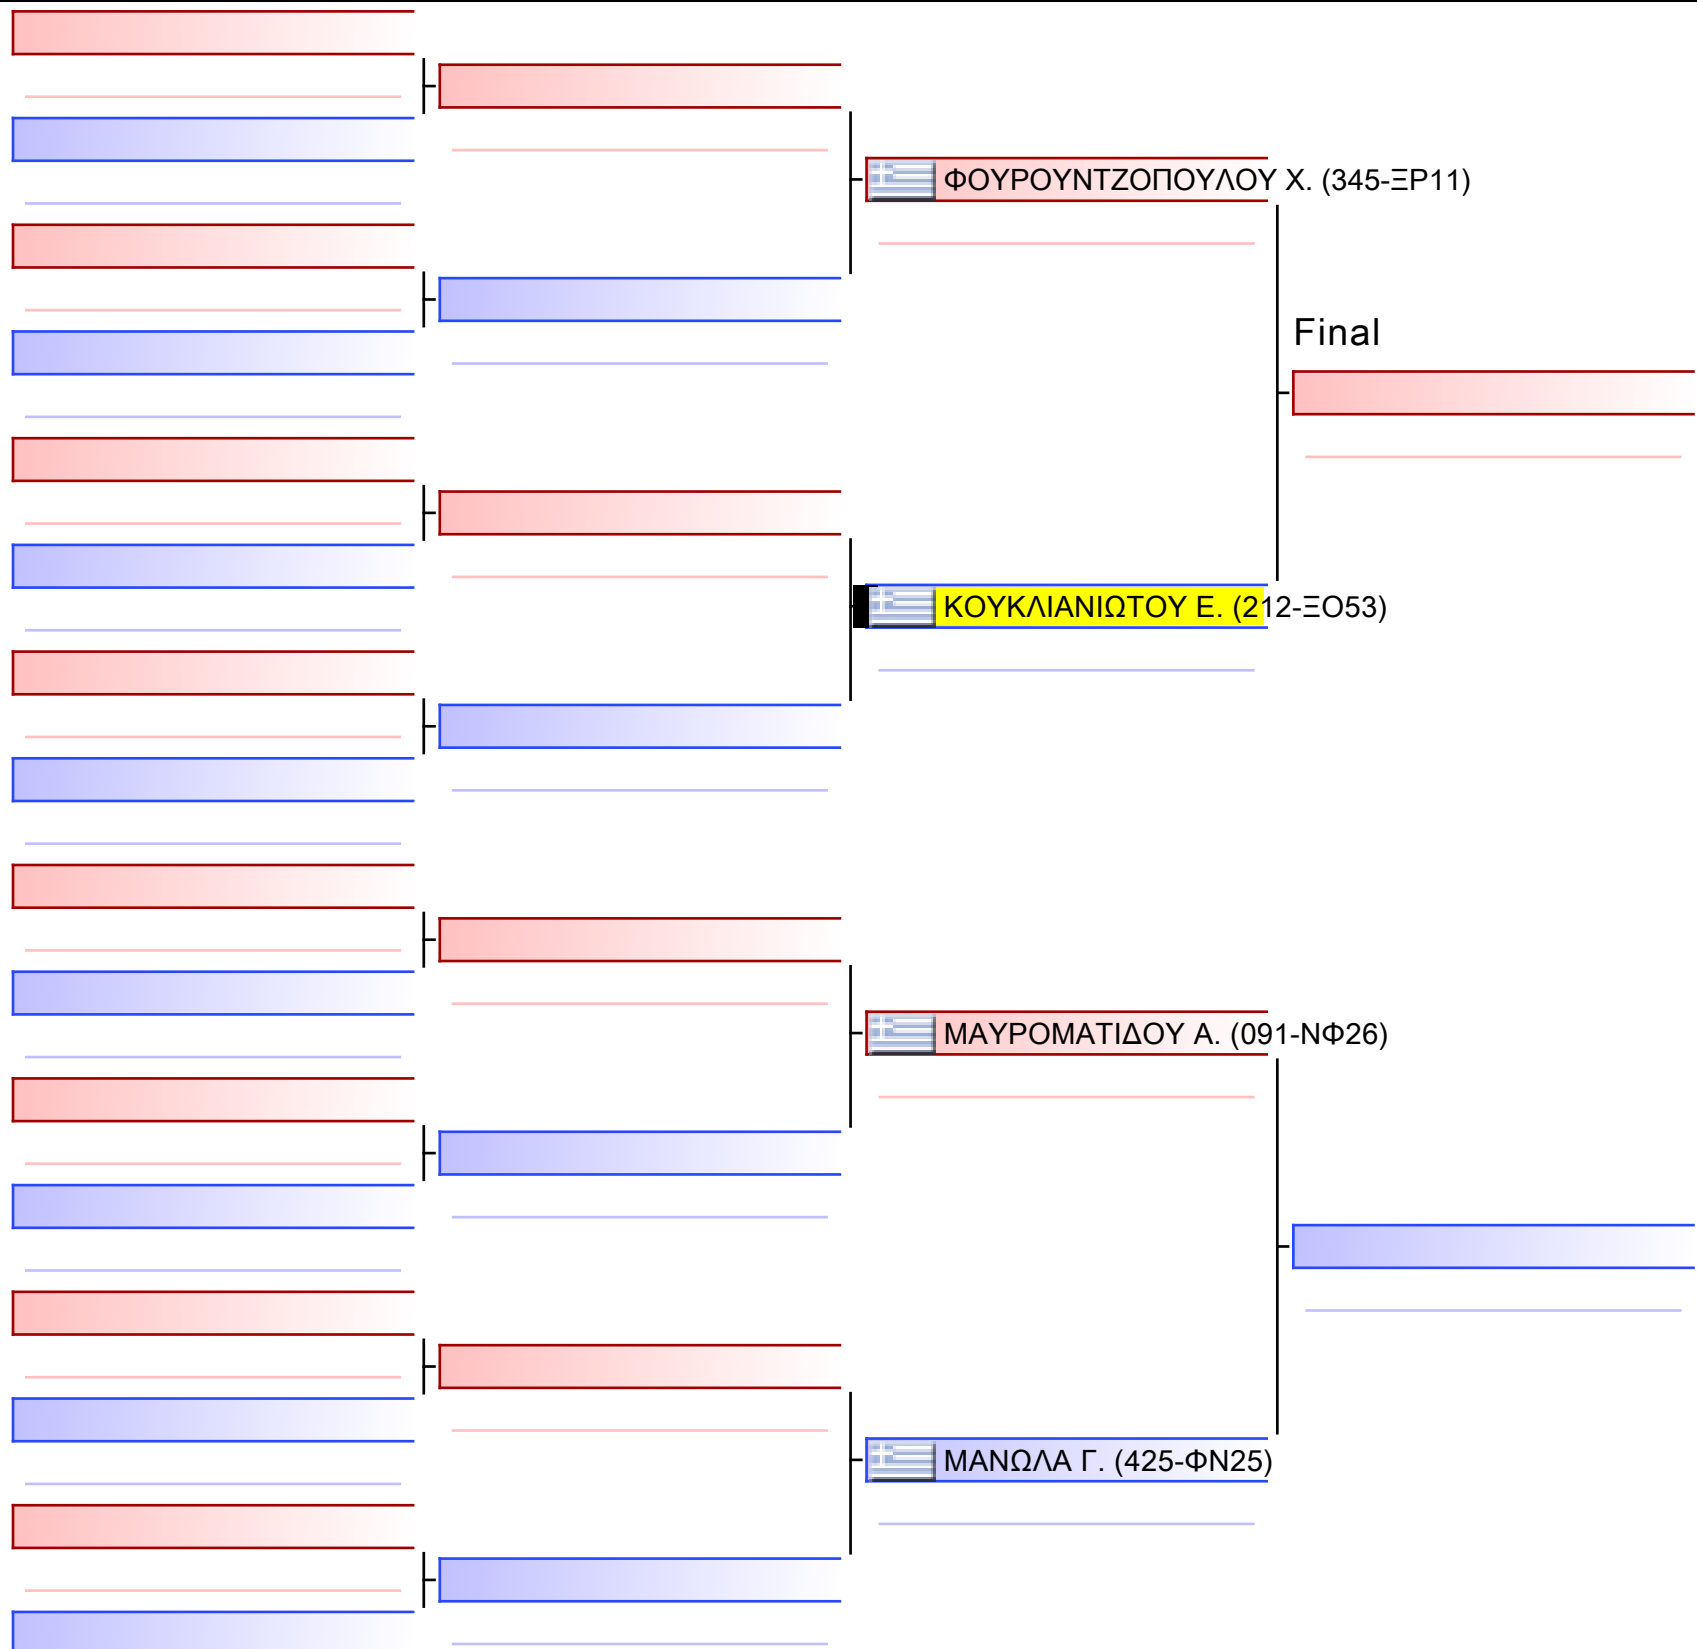 ΦΟΥΡΟΥΝΤΖΟΠΟΥΛΟΥ Χ. (345-ΞΡ11)
Final
ΚΟΥΚΛΙΑΝΙΩΤΟΥ Ε. (212-ΞΟ53)
ΜΑΥΡΟΜΑΤΙΔΟΥ Α. (091-ΝΦ26)
ΜΑΝΩΛΑ Γ. (425-ΦΝ25)